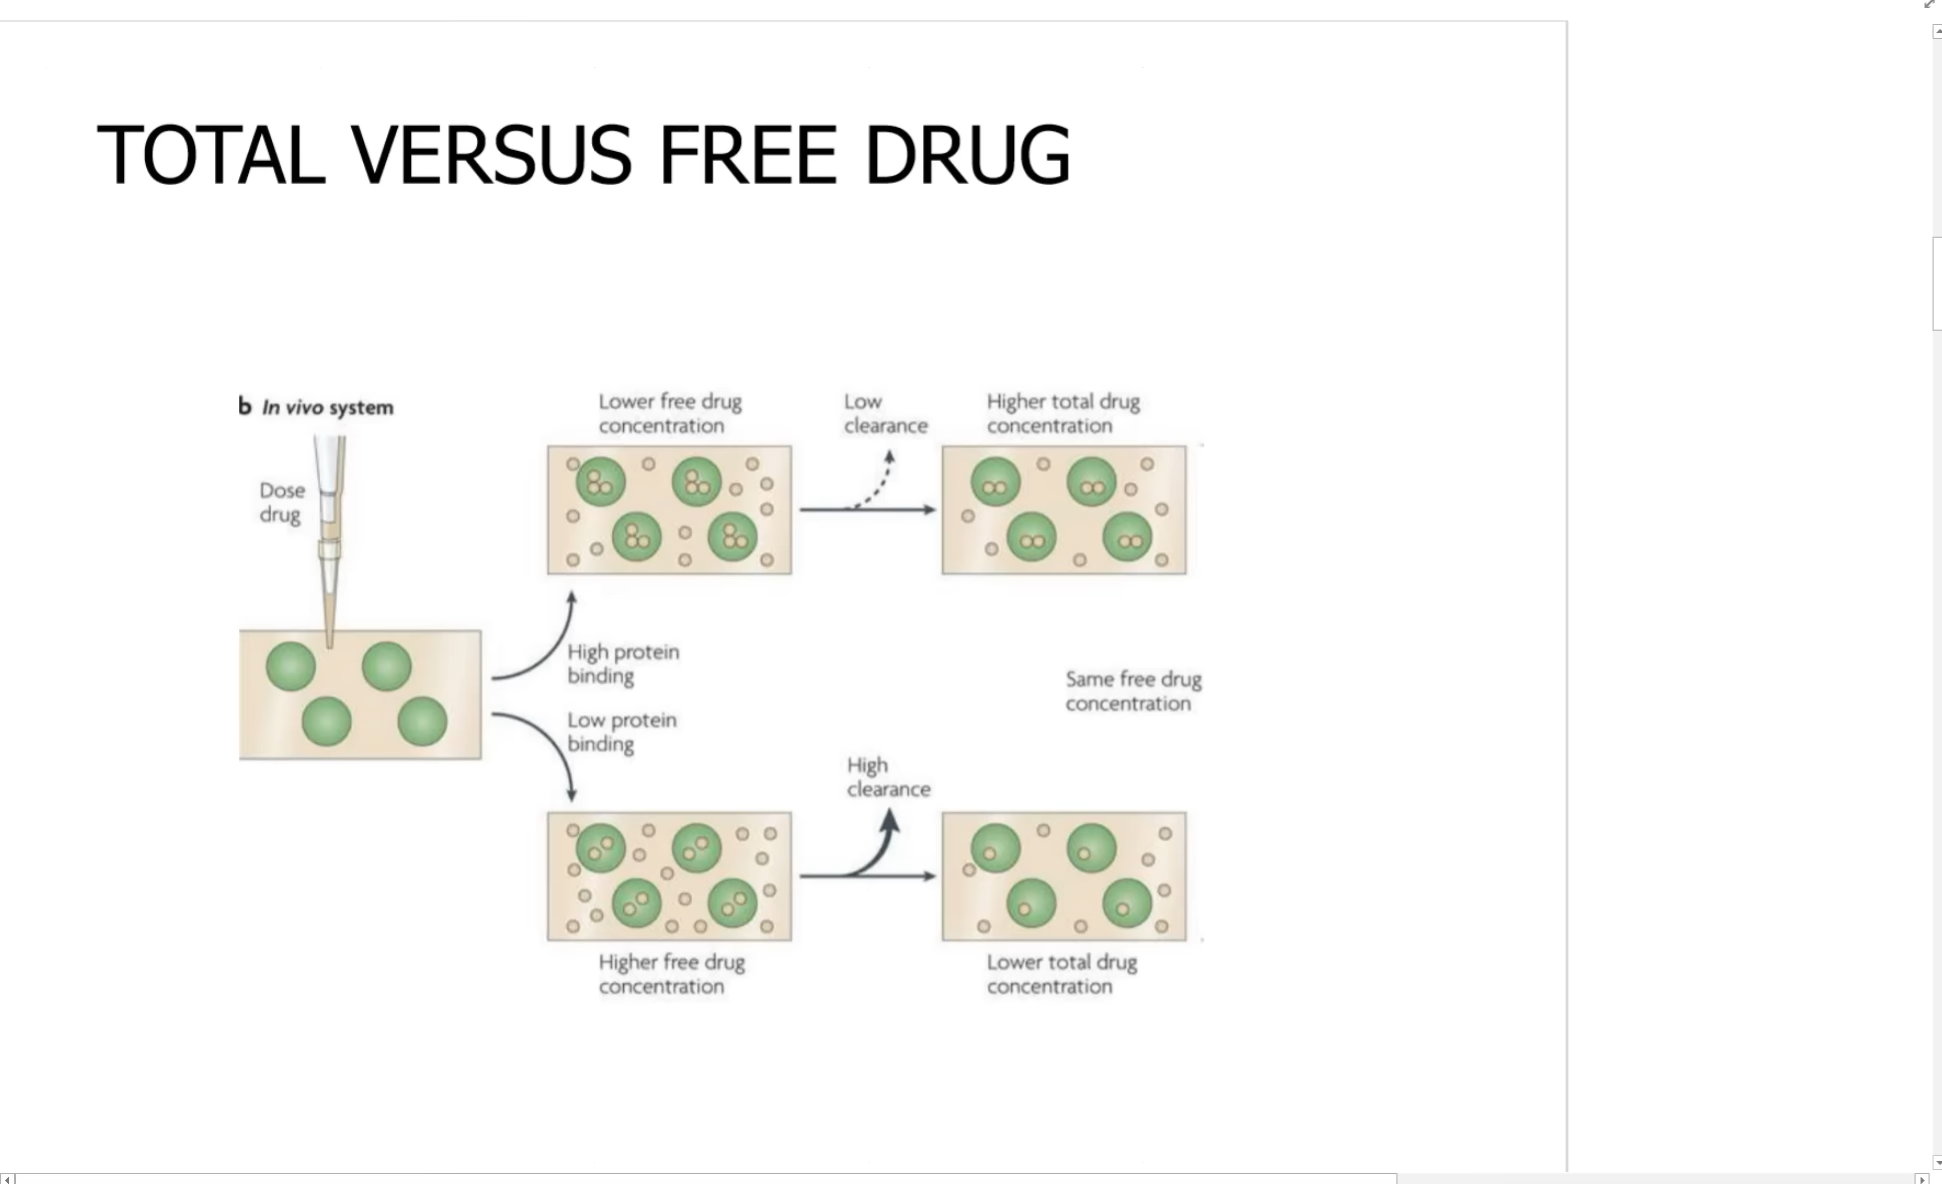 TOTAL VERSUS FREE DRUG
b In vivo system
Dose
drug
Lower free drug
concentration
Low
clearance
Higher total drug
concentration
High protein
binding
Low protein
binding
Same free drug
concentration
High
clearance
Higher free drug
concentration
Lower total drug
concentration